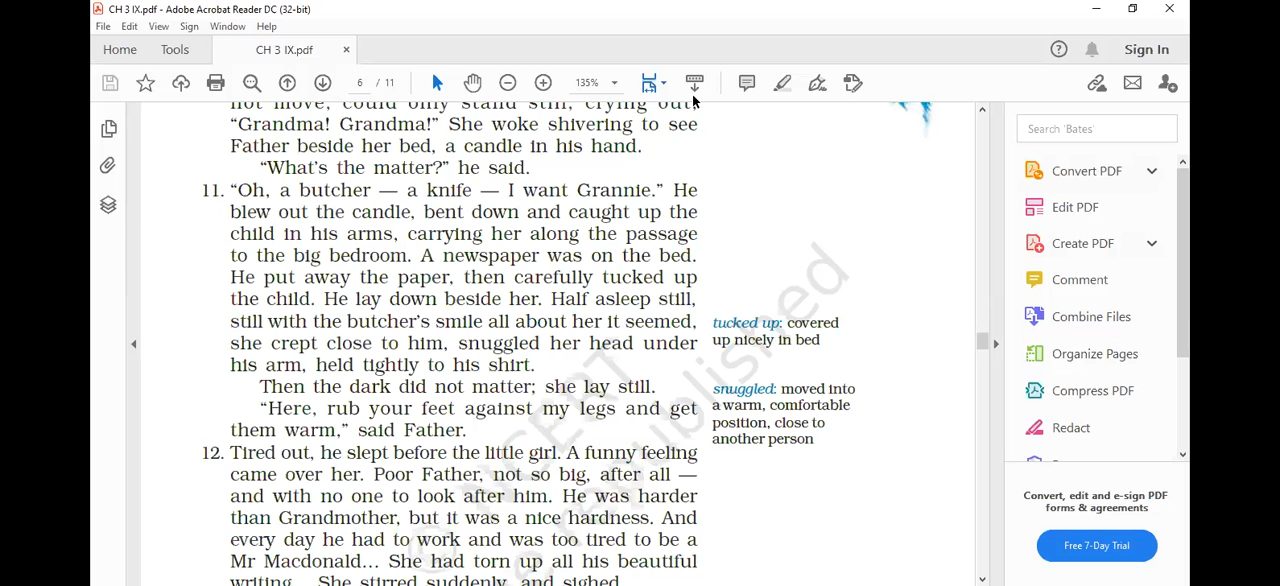 CH 3 IX.pdf - Adobe Acrobat Reader DC (32-bit)
File Edit View Sign Window Help
Home Tools CH 3 IX.pdf × Sign In
6 / 11 135%
not move, could only stand still, crying out
“Grandma! Grandma!” She woke shivering to see
Father beside her bed, a candle in his hand.
“What’s the matter?” he said.
11. “Oh, a butcher — a knife — I want Grannie.” He
blew out the candle, bent down and caught up the
child in his arms, carrying her along the passage
to the big bedroom. A newspaper was on the bed.
He put away the paper, then carefully tucked up
the child. He lay down beside her. Half asleep still,
still with the butcher’s smile all about her it seemed,
she crept close to him, snuggled her head under
his arm, held tightly to his shirt.
Then the dark did not matter; she lay still.
“Here, rub your feet against my legs and get
them warm,” said Father.
12. Tired out, he slept before the little girl. A funny feeling
came over her. Poor Father, not so big, after all —
and with no one to look after him. He was harder
than Grandmother, but it was a nice hardness. And
every day he had to work and was too tired to be a
Mr Macdonald... She had torn up all his beautiful
writing... She stirred suddenly, and sighed.
tucked up: covered
up nicely in bed
snuggled: moved into
a warm, comfortable
position, close to
another person
© NCERT
be republished
Search 'Bates'
Convert PDF
Edit PDF
Create PDF
Comment
Combine Files
Organize Pages
Compress PDF
Redact
Convert, edit and e-sign PDF
forms & agreements
Free 7-Day Trial